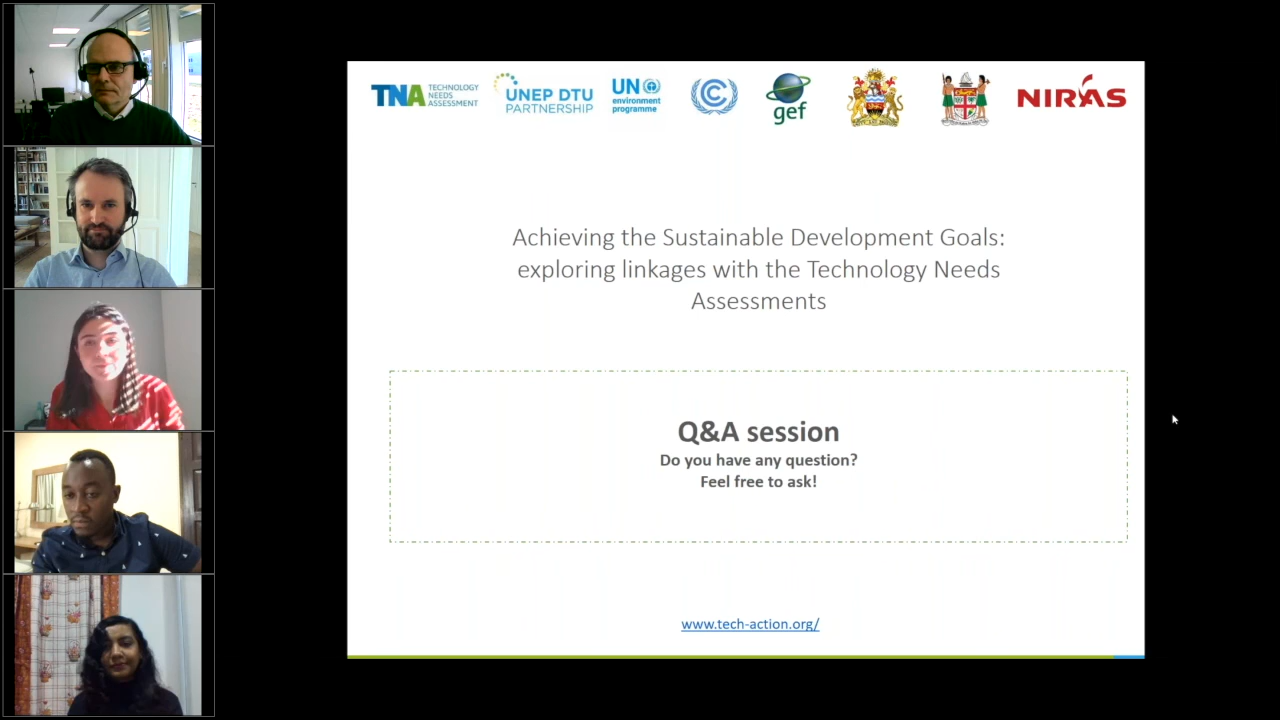 TNA TECHNOLOGY
NEEDS
ASSESSMENT
UNEP DTU
PARTNERSHIP
UN
environment
programme
gef
NIRAS
Achieving the Sustainable Development Goals:
exploring linkages with the Technology Needs
Assessments
Q&A session
Do you have any question?
Feel free to ask!
www.tech-action.org/